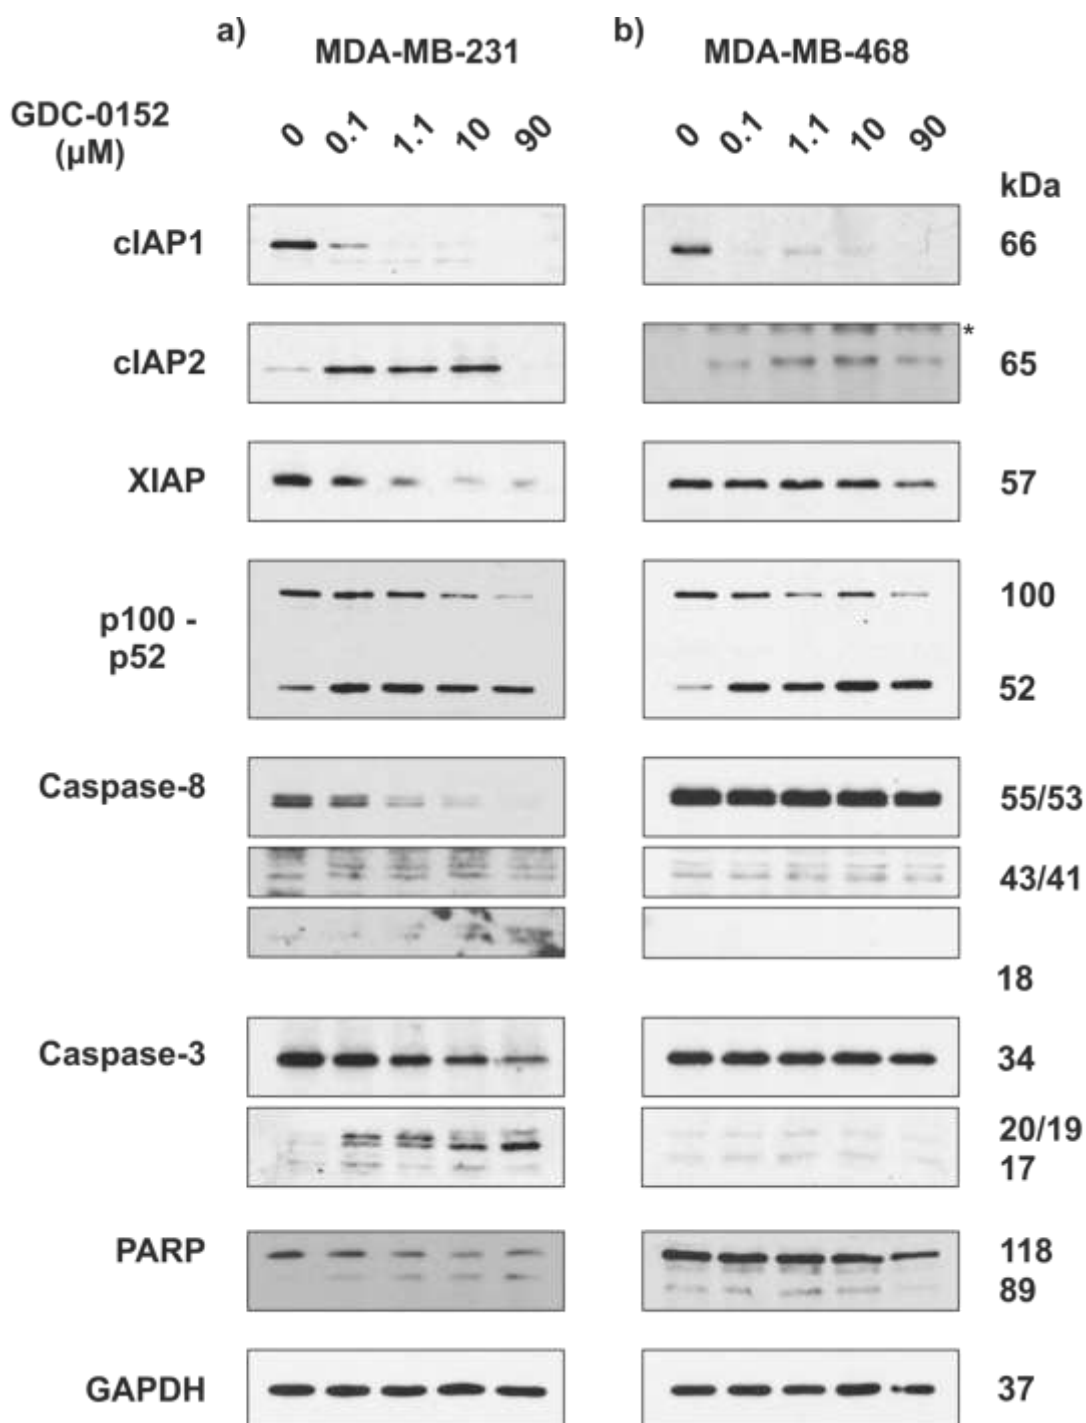 a) b)
MDA-MB-231 MDA-MB-468
GDC-0152
(µM)
0 0.1 1.1 10 90 0 0.1 1.1 10 90
kDa
cIAP1 66
*
cIAP2 65
XIAP 57
p100 - 100
p52 52
Caspase-8 55/53
43/41
18
Caspase-3 34
20/19
17
PARP 118
89
GAPDH 37